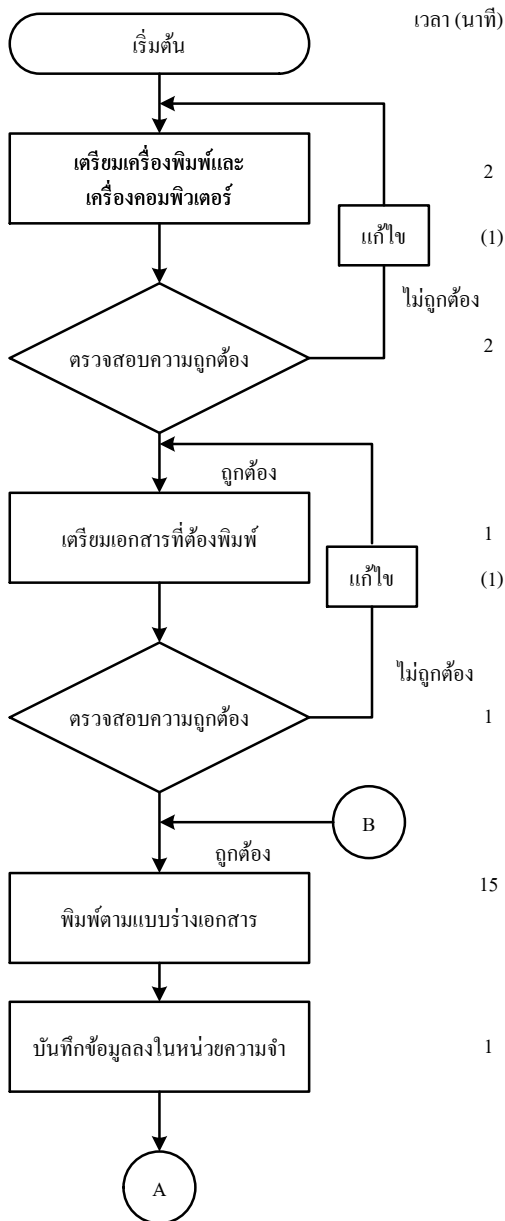 เวลา (นาที)
เริ่มต้น
เตรียมเครื่องพิมพ์และ
เครื่องคอมพิวเตอร์
2
แก้ไข
(1)
ไม่ถูกต้อง
ตรวจสอบความถูกต้อง
2
ถูกต้อง
เตรียมเอกสารที่ต้องพิมพ์
1
แก้ไข
(1)
ไม่ถูกต้อง
ตรวจสอบความถูกต้อง
1
B
ถูกต้อง
15
พิมพ์ตามแบบร่างเอกสาร
บันทึกข้อมูลลงในหน่วยความจำ
1
A